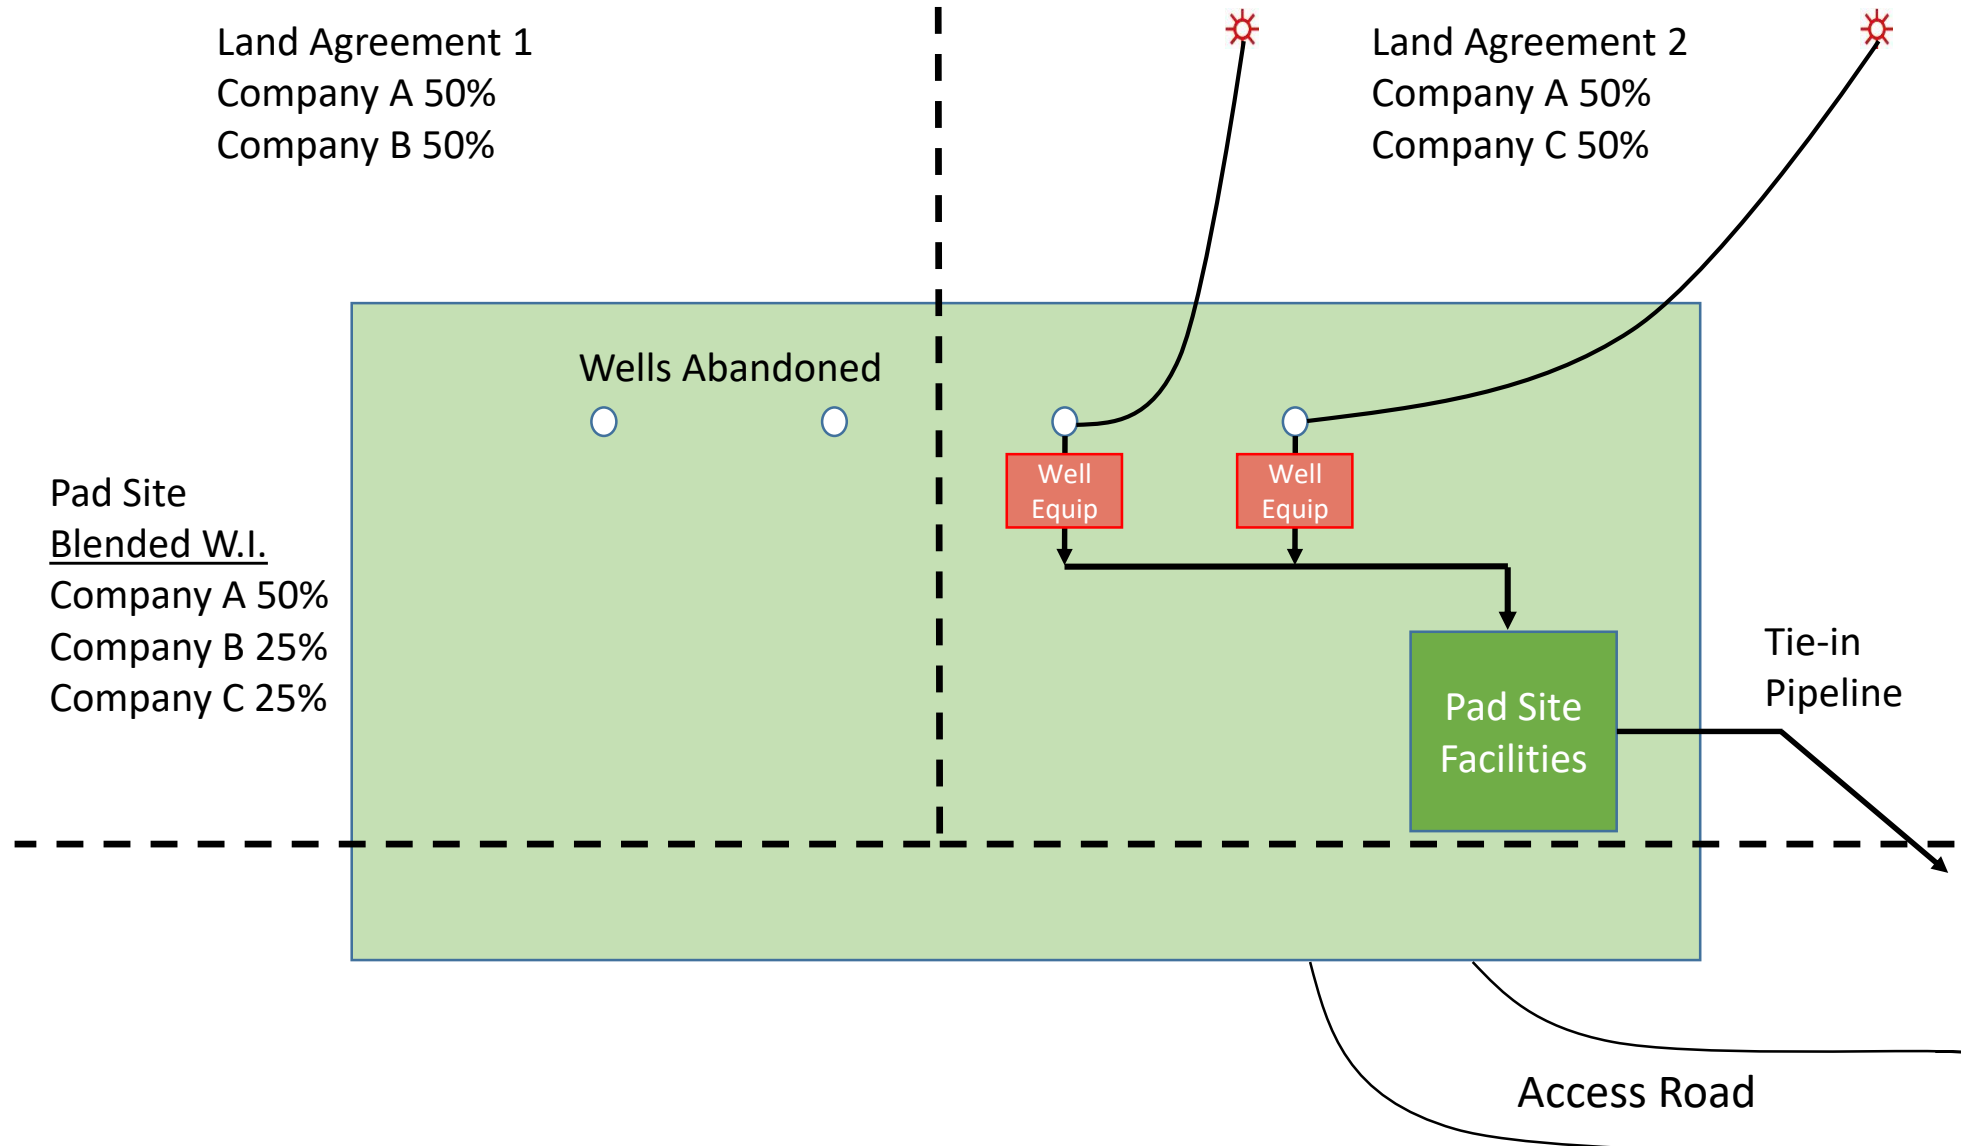 Land Agreement 1
Company A 50%
Company B 50%
Land Agreement 2
Company A 50%
Company C 50%
Wells Abandoned
Well
Equip
Well
Equip
Pad Site
Blended W.I.
Company A 50%
Company B 25%
Company C 25%
Pad Site
Facilities
Tie-in
Pipeline
Access Road